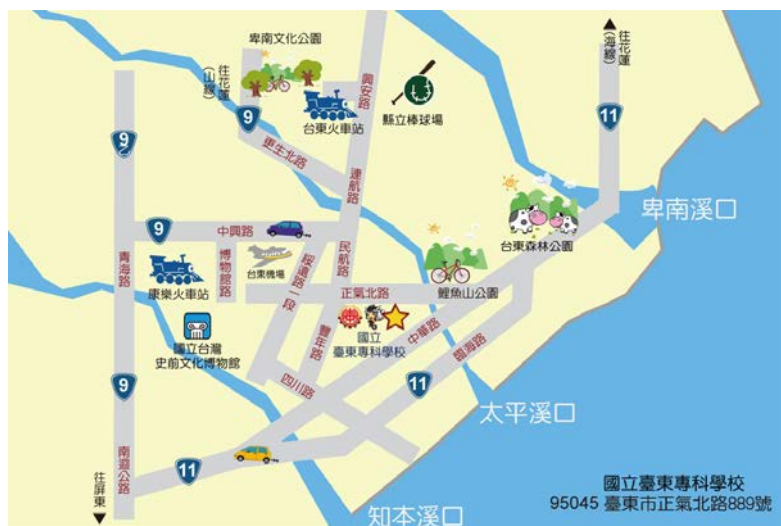 卑南文化公園
往花蓮
(山線)
9
台東火車站
興安路
縣立棒球場
往花蓮
(海線)
11
9
更生北路
連航路
卑南溪口
9
中興路
台東森林公園
青海路
康樂火車站
博物館路
台東機場
綏遠路一段
民航路
正氣北路
鯉魚山公園
國立台灣
史前文化博物館
豐年路
國立
臺東專科學校
中華路
臨海路
四川路
9
11
太平溪口
南迴公路
11
往屏東
知本溪口
國立臺東專科學校
95045 臺東市正氣北路889號